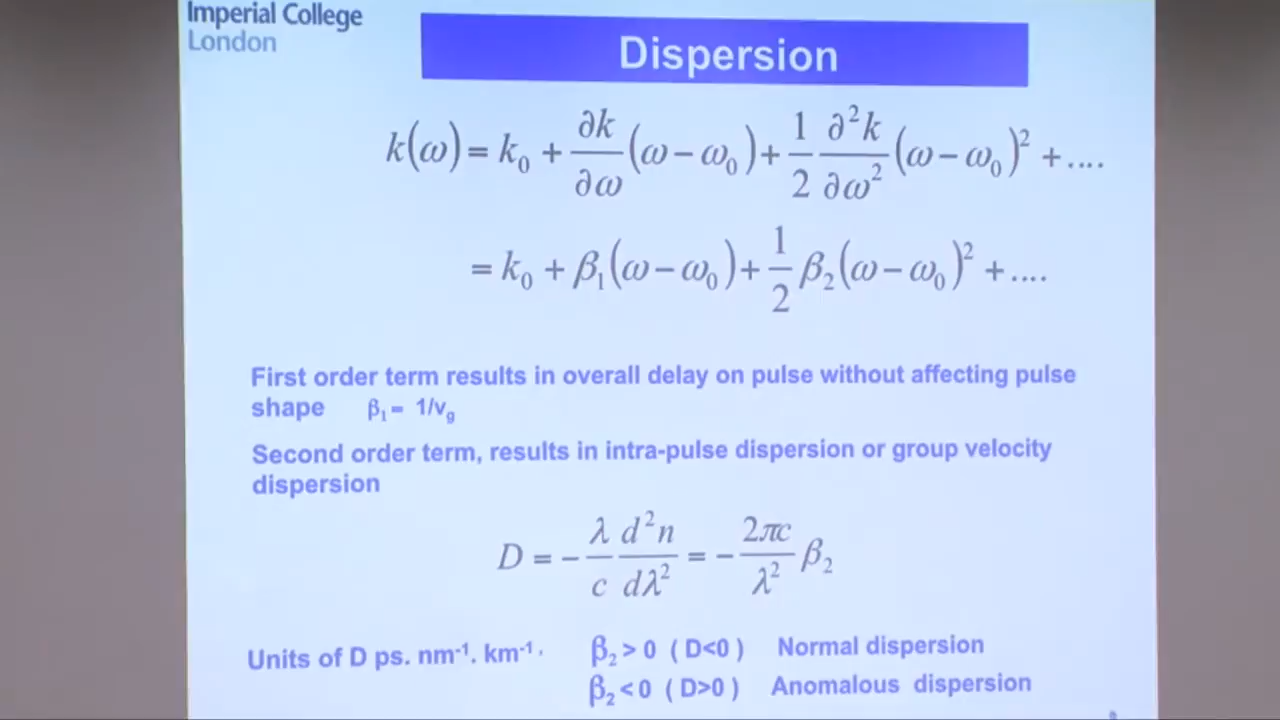 Imperial College
London
Dispersion
k(ω) = k₀ + ∂k/∂ω (ω − ω₀) + 1/2 ∂²k/∂ω² (ω − ω₀)² + ....
= k₀ + β₁(ω − ω₀) + 1/2 β₂(ω − ω₀)² + ....
First order term results in overall delay on pulse without affecting pulse
shape β₁ = 1/vg
Second order term, results in intra-pulse dispersion or group velocity
dispersion
D = − λ/c d²n/dλ² = − 2πc/λ² β₂
Units of D ps. nm⁻¹. km⁻¹. β₂ > 0 ( D<0 ) Normal dispersion
β₂ < 0 ( D>0 ) Anomalous dispersion